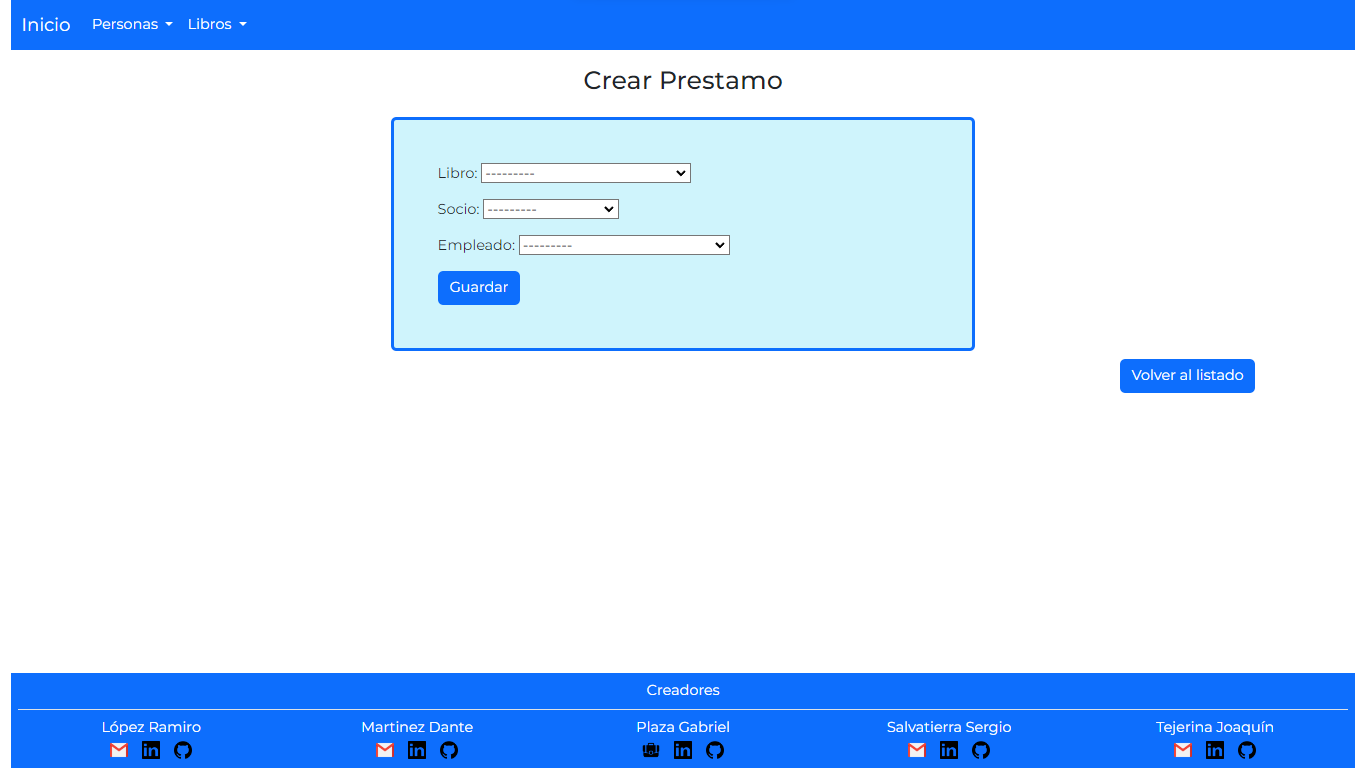 Inicio Personas Libros
Crear Prestamo
Libro: ---------
Socio: ---------
Empleado: ---------
Guardar
Volver al listado
Creadores
López Ramiro Martinez Dante Plaza Gabriel Salvatierra Sergio Tejerina Joaquín